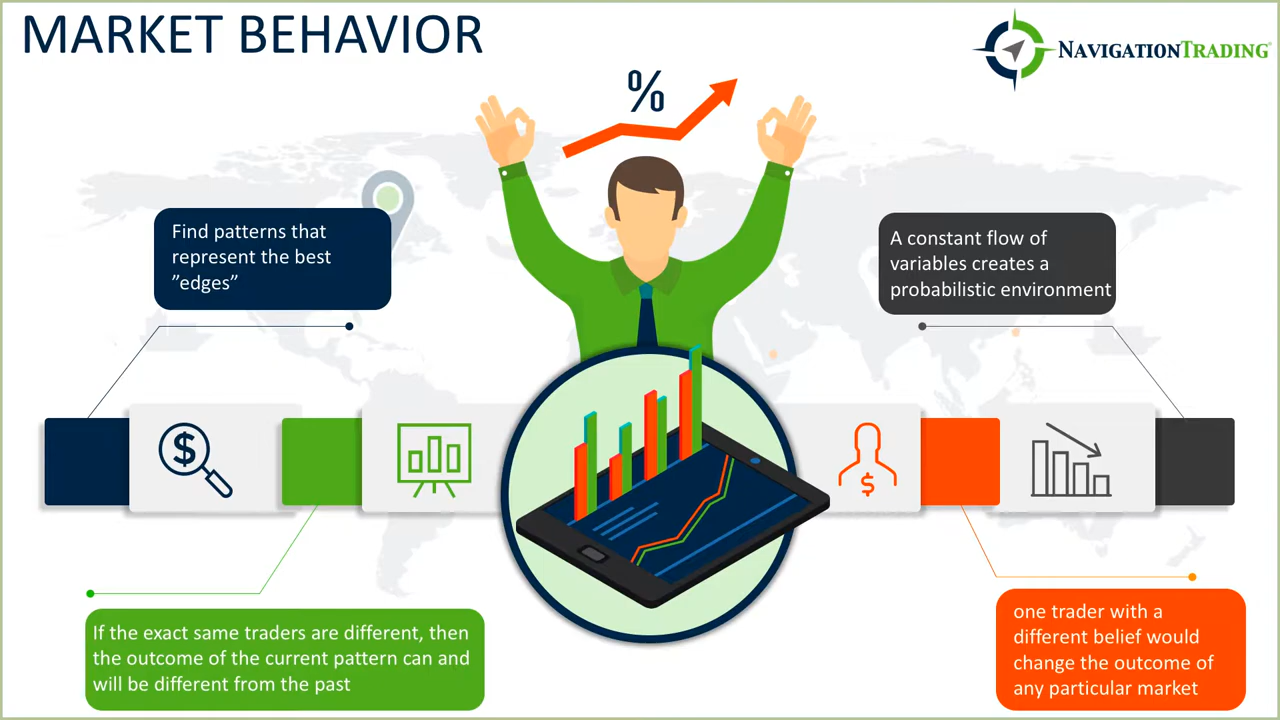 MARKET BEHAVIOR
NAVIGATIONTRADING®
%
Find patterns that
represent the best
”edges”
A constant flow of
variables creates a
probabilistic environment
$
$
If the exact same traders are different, then
the outcome of the current pattern can and
will be different from the past
one trader with a
different belief would
change the outcome of
any particular market